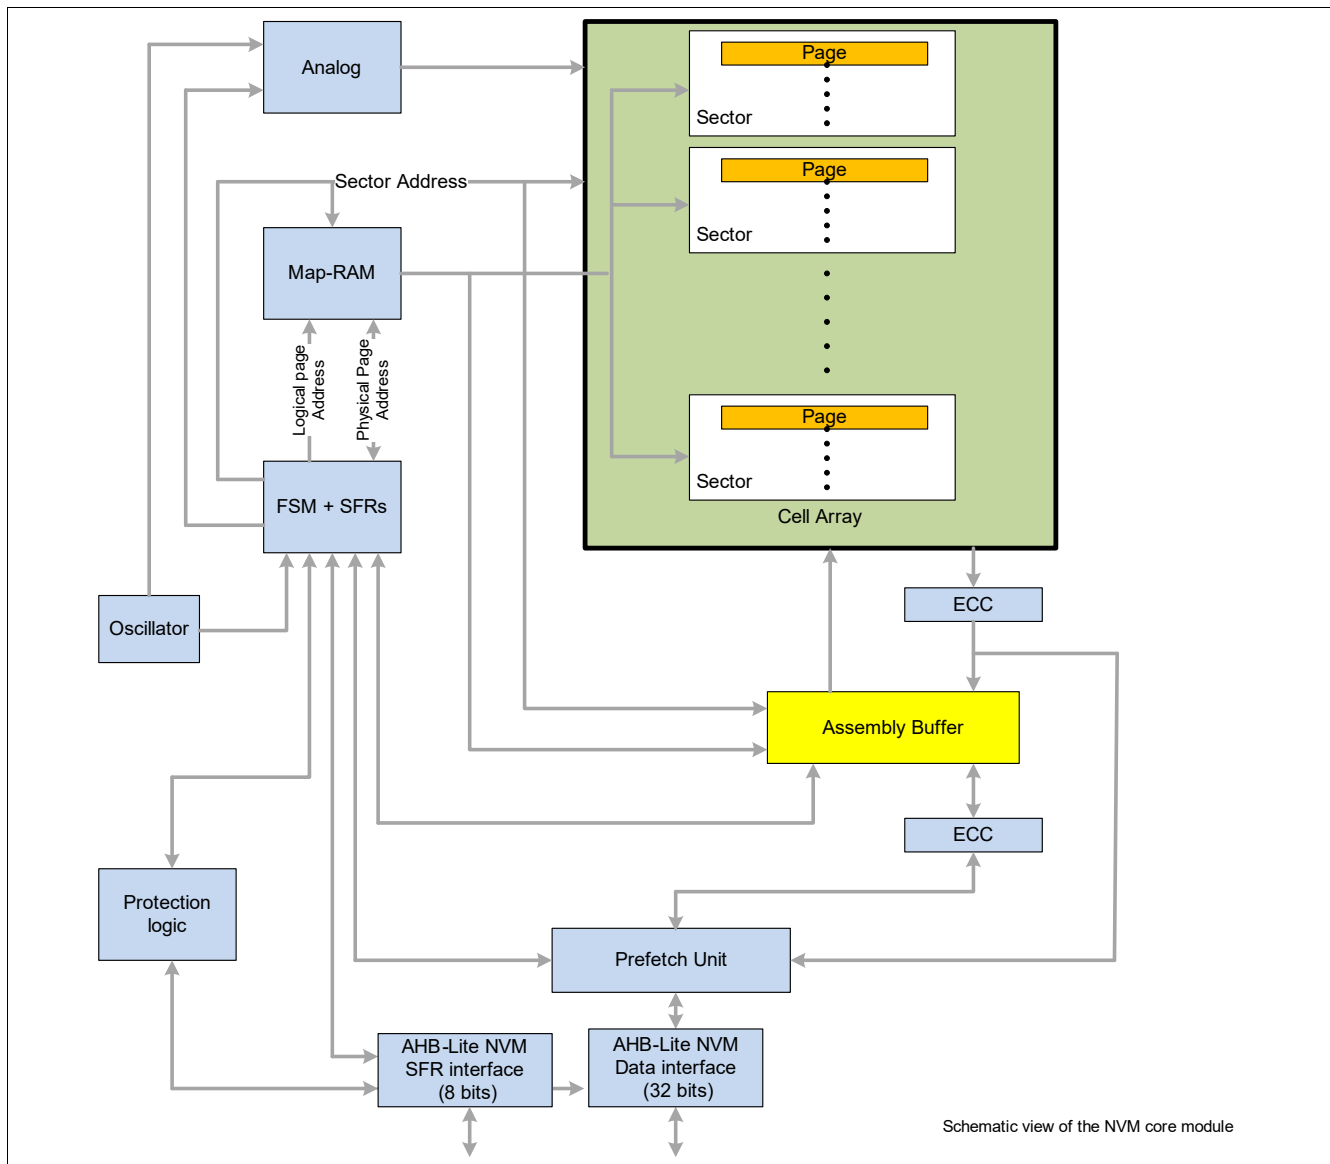 Analog
Page
Sector
Page
Sector
Sector Address
Map-RAM
Logical page
Address
Physical Page
Address
Page
Sector
Cell Array
FSM + SFRs
Oscillator
ECC
Assembly Buffer
ECC
Protection
logic
Prefetch Unit
AHB-Lite NVM
SFR interface
(8 bits)
AHB-Lite NVM
Data interface
(32 bits)
Schematic view of the NVM core module